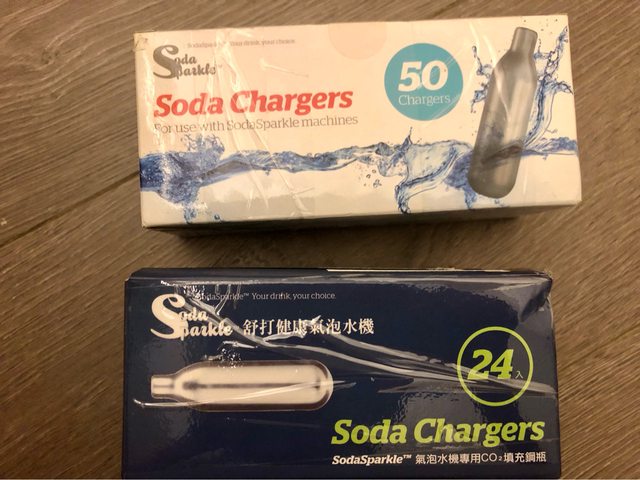 SodaSparkle™ Your drink, your choice.
Soda
Sparkle™
50
Chargers
Soda Chargers
For use with SodaSparkle machines
SodaSparkle™ Your drink, your choice.
Soda
Sparkle™ 舒打健康氣泡水機
24入
Soda Chargers
SodaSparkle™ 氣泡水機專用CO₂填充鋼瓶